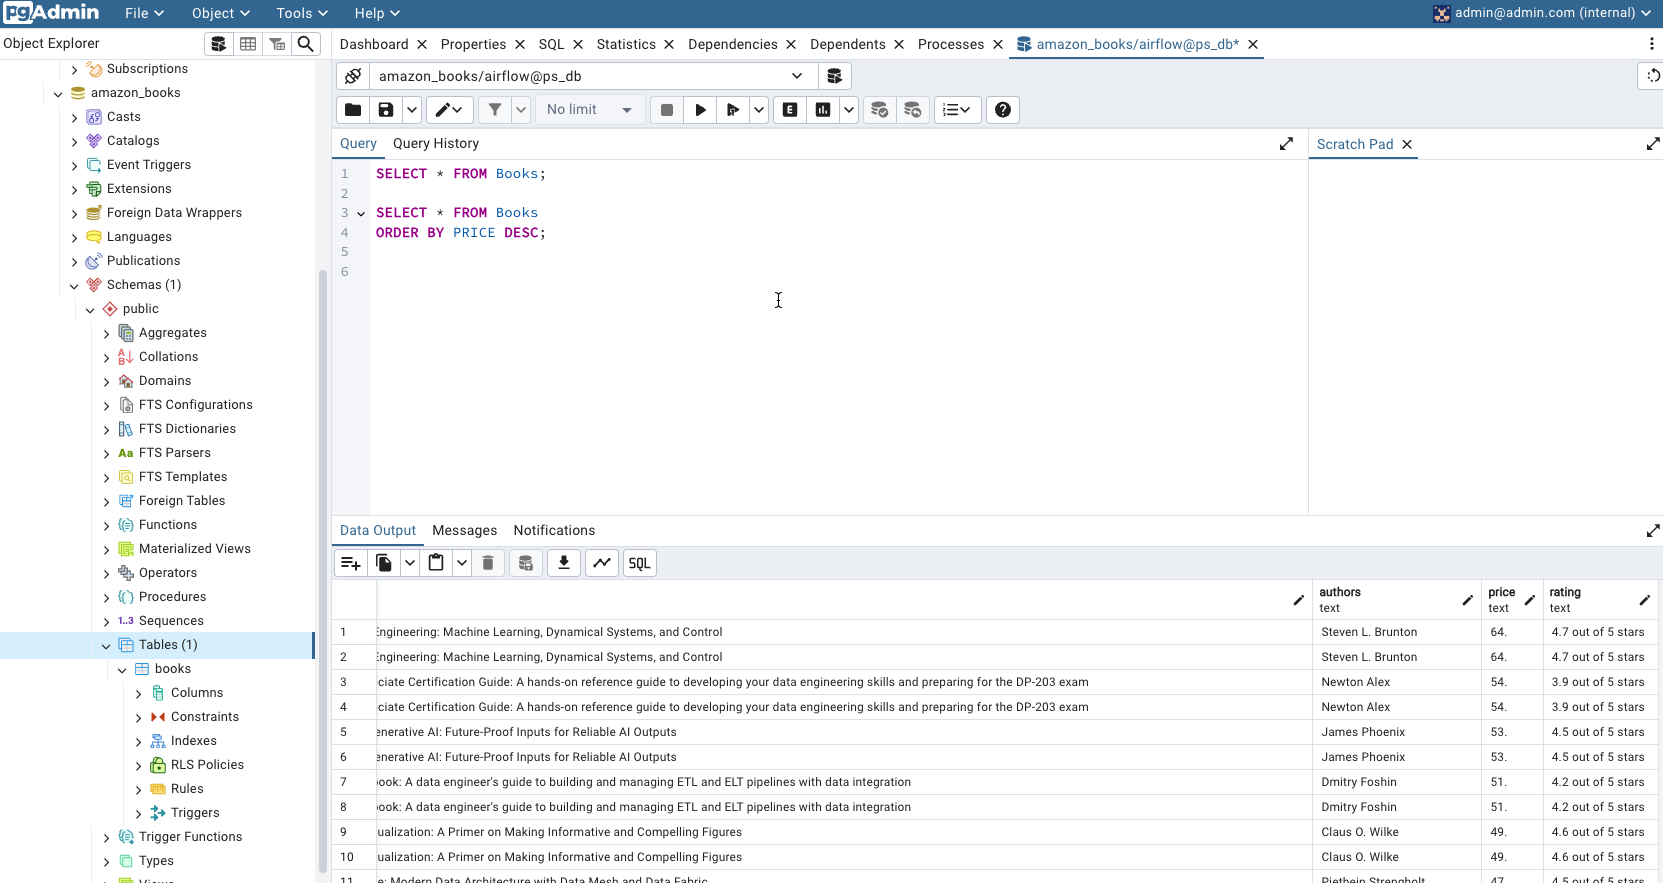 pgAdmin File Object Tools Help admin@admin.com (internal)
Object Explorer
Dashboard Properties SQL Statistics Dependencies Dependents Processes amazon_books/airflow@ps_db*
amazon_books/airflow@ps_db
No limit
Subscriptions
amazon_books
Casts
Catalogs
Event Triggers
Extensions
Foreign Data Wrappers
Languages
Publications
Schemas (1)
public
Aggregates
Collations
Domains
FTS Configurations
FTS Dictionaries
Aa FTS Parsers
FTS Templates
Foreign Tables
Functions
Materialized Views
Operators
Procedures
1..3 Sequences
Tables (1)
books
Columns
Constraints
Indexes
RLS Policies
Rules
Triggers
Trigger Functions
Types
Views
Query Query History
Scratch Pad
1 SELECT * FROM Books;
2
3 SELECT * FROM Books
4 ORDER BY PRICE DESC;
5
6
Data Output Messages Notifications
SQL
authors price rating
text text text
1 Engineering: Machine Learning, Dynamical Systems, and Control Steven L. Brunton 64. 4.7 out of 5 stars
2 Engineering: Machine Learning, Dynamical Systems, and Control Steven L. Brunton 64. 4.7 out of 5 stars
3 ciate Certification Guide: A hands-on reference guide to developing your data engineering skills and preparing for the DP-203 exam Newton Alex 54. 3.9 out of 5 stars
4 ciate Certification Guide: A hands-on reference guide to developing your data engineering skills and preparing for the DP-203 exam Newton Alex 54. 3.9 out of 5 stars
5 enerative AI: Future-Proof Inputs for Reliable AI Outputs James Phoenix 53. 4.5 out of 5 stars
6 enerative AI: Future-Proof Inputs for Reliable AI Outputs James Phoenix 53. 4.5 out of 5 stars
7 book: A data engineer's guide to building and managing ETL and ELT pipelines with data integration Dmitry Foshin 51. 4.2 out of 5 stars
8 book: A data engineer's guide to building and managing ETL and ELT pipelines with data integration Dmitry Foshin 51. 4.2 out of 5 stars
9 ualization: A Primer on Making Informative and Compelling Figures Claus O. Wilke 49. 4.6 out of 5 stars
10 ualization: A Primer on Making Informative and Compelling Figures Claus O. Wilke 49. 4.6 out of 5 stars
11 e: Modern Data Architecture with Data Mesh and Data Fabric Piethein Strengholt 47. 4.5 out of 5 stars